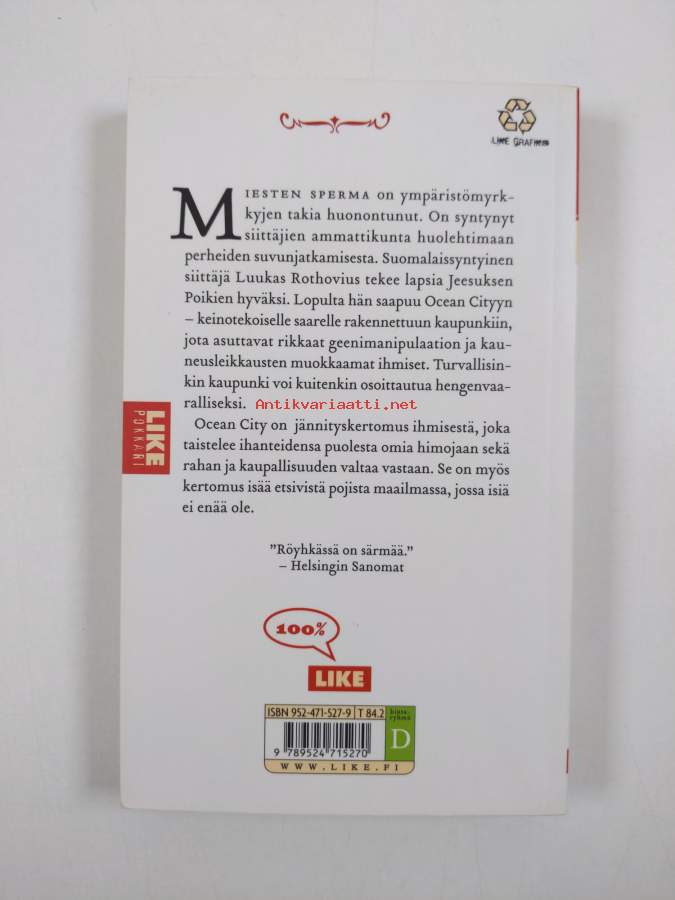 LIKE GRAFIIKKA
MIESTEN SPERMA on ympäristömyrk-
kyjen takia huonontunut. On syntynyt
siittäjien ammattikunta huolehtimaan
perheiden suvunjatkamisesta. Suomalaissyntyinen
siittäjä Luukas Rothovius tekee lapsia Jeesuksen
Poikien hyväksi. Lopulta hän saapuu Ocean Cityyn
– keinotekoiselle saarelle rakennettuun kaupunkiin,
jota asuttavat rikkaat geenimanipulaation ja kau-
neusleikkausten muokkaamat ihmiset. Turvallisin-
kin kaupunki voi kuitenkin osoittautua hengenvaa-
ralliseksi.
Antikvariaatti.net
Ocean City on jännityskertomus ihmisestä, joka
taistelee ihanteidensa puolesta omia himojaan sekä
rahan ja kaupallisuuden valtaa vastaan. Se on myös
kertomus isää etsivistä pojista maailmassa, jossa isiä
ei enää ole.
LIKE
POKKARI
”Röyhkässä on särmää.”
– Helsingin Sanomat
100%
LIKE
ISBN 952-471-527-9 T 84.2
hinta-
ryhmä
D
9 789524 715270
WWW.LIKE.FI